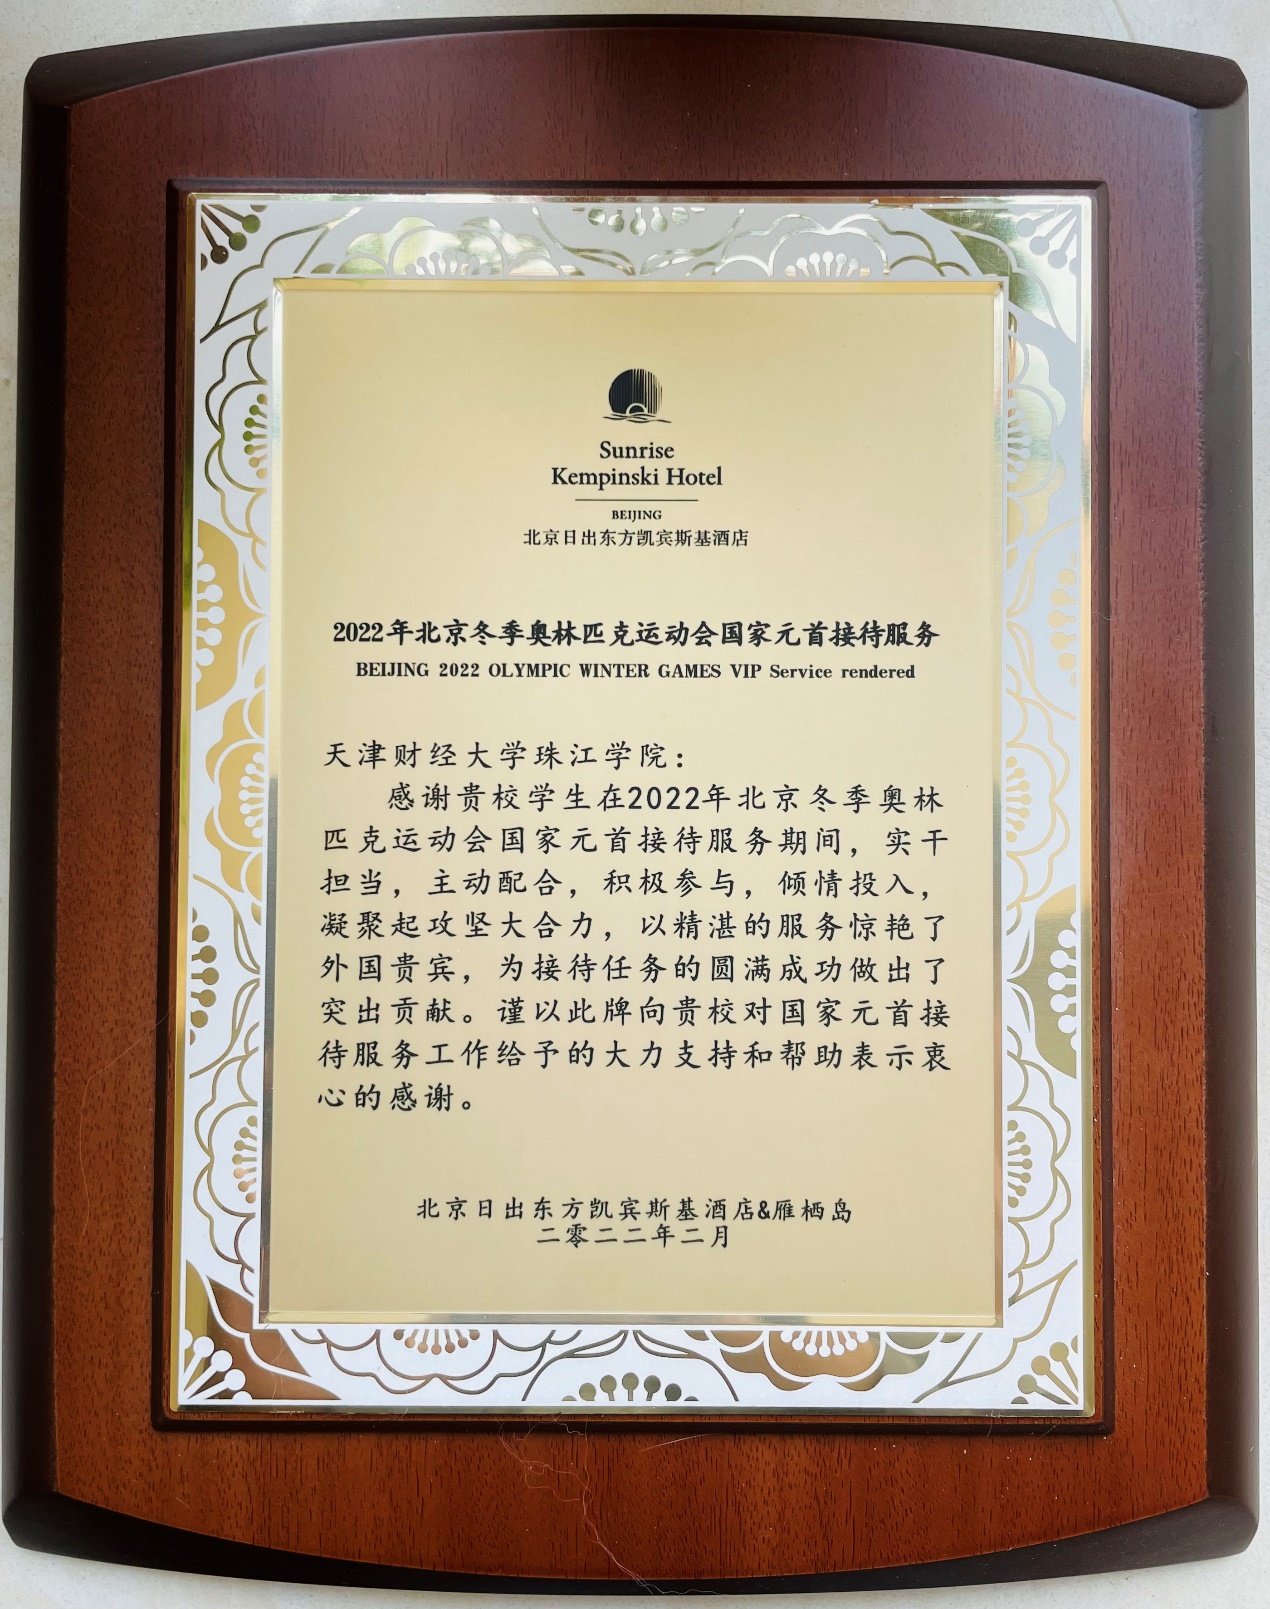 Sunrise
Kempinski Hotel
BEIJING
北京日出东方凯宾斯基酒店
2022年北京冬季奥林匹克运动会国家元首接待服务
BEIJING 2022 OLYMPIC WINTER GAMES VIP Service rendered
天津财经大学珠江学院：
感谢贵校学生在2022年北京冬季奥林
匹克运动会国家元首接待服务期间，实干
担当，主动配合，积极参与，倾情投入，
凝聚起攻坚大合力，以精湛的服务惊艳了
外国贵宾，为接待任务的圆满成功做出了
突出贡献。谨以此牌向贵校对国家元首接
待服务工作给予的大力支持和帮助表示衷
心的感谢。
北京日出东方凯宾斯基酒店&雁栖岛
二零二二年二月